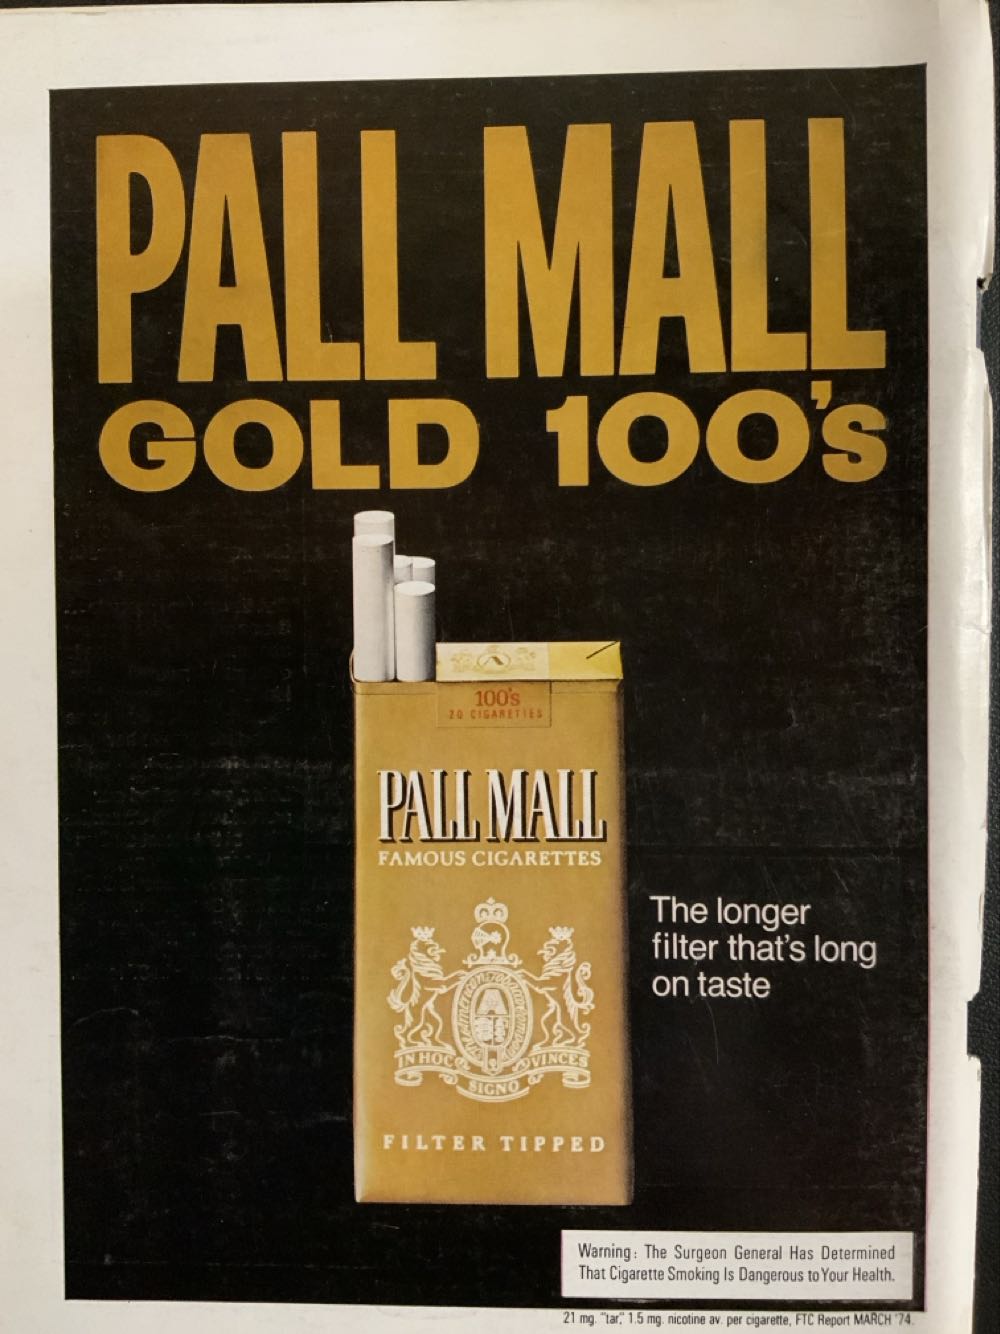 PALL MALL
GOLD 100's
100's
20 CIGARETTES
PALL MALL
FAMOUS CIGARETTES
The longer
filter that's long
on taste
IN HOC
SIGNO
VINCES
FILTER TIPPED
Warning: The Surgeon General Has Determined
That Cigarette Smoking Is Dangerous to Your Health.
21 mg. "tar," 1.5 mg. nicotine av. per cigarette, FTC Report MARCH '74.